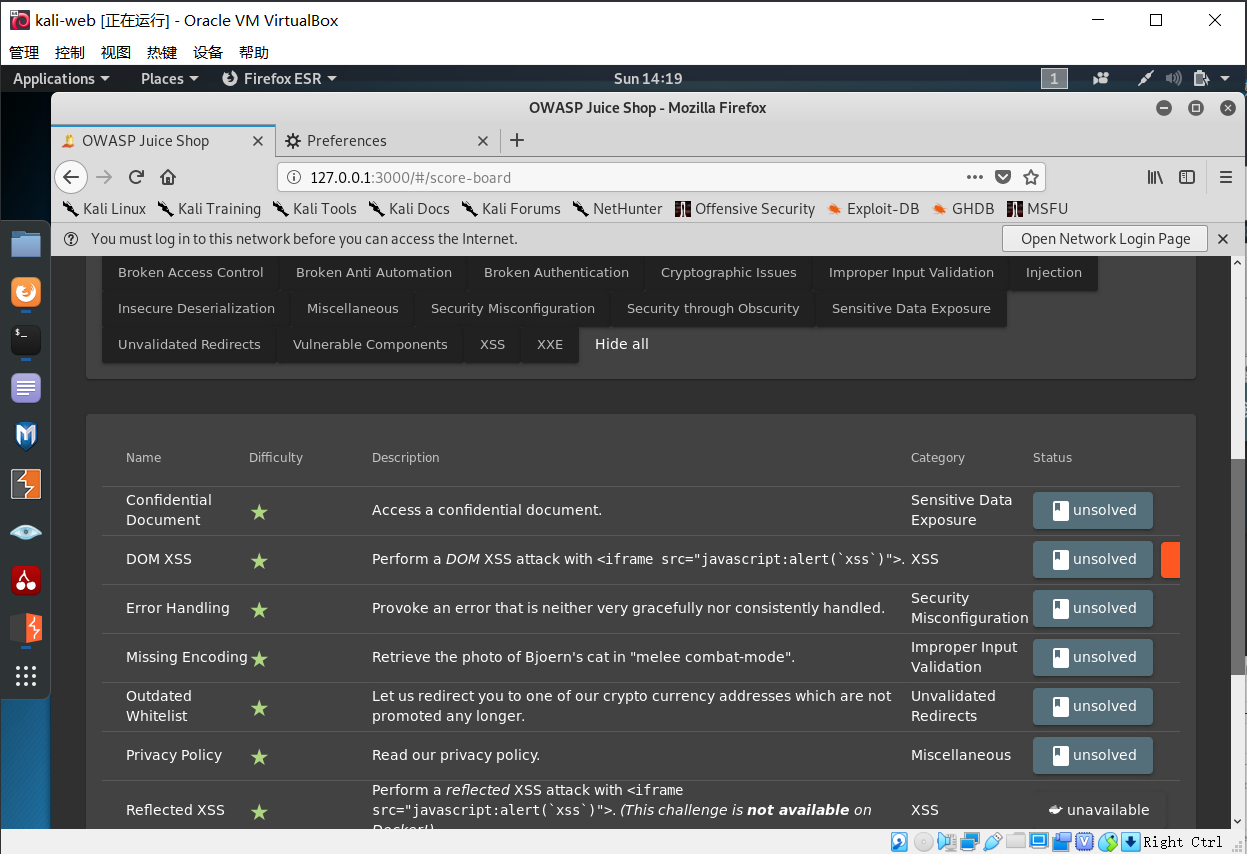 kali-web [正在运行] - Oracle VM VirtualBox
管理 控制 视图 热键 设备 帮助
Applications Places Firefox ESR Sun 14:19 1
OWASP Juice Shop - Mozilla Firefox
OWASP Juice Shop Preferences
127.0.0.1:3000/#/score-board
Kali Linux Kali Training Kali Tools Kali Docs Kali Forums NetHunter Offensive Security Exploit-DB GHDB MSFU
You must log in to this network before you can access the Internet. Open Network Login Page
Broken Access Control Broken Anti Automation Broken Authentication Cryptographic Issues Improper Input Validation Injection
Insecure Deserialization Miscellaneous Security Misconfiguration Security through Obscurity Sensitive Data Exposure
Unvalidated Redirects Vulnerable Components XSS XXE Hide all
Name Difficulty Description Category Status
Confidential Document Access a confidential document. Sensitive Data Exposure unsolved
DOM XSS Perform a DOM XSS attack with <iframe src="javascript:alert(`xss`)">. XSS unsolved
Error Handling Provoke an error that is neither very gracefully nor consistently handled. Security Misconfiguration unsolved
Missing Encoding Retrieve the photo of Bjoern's cat in "melee combat-mode". Improper Input Validation unsolved
Outdated Whitelist Let us redirect you to one of our crypto currency addresses which are not promoted any longer. Unvalidated Redirects unsolved
Privacy Policy Read our privacy policy. Miscellaneous unsolved
Reflected XSS Perform a reflected XSS attack with <iframe src="javascript:alert(`xss`)">. (This challenge is not available on Docker!) XSS unavailable
Right Ctrl